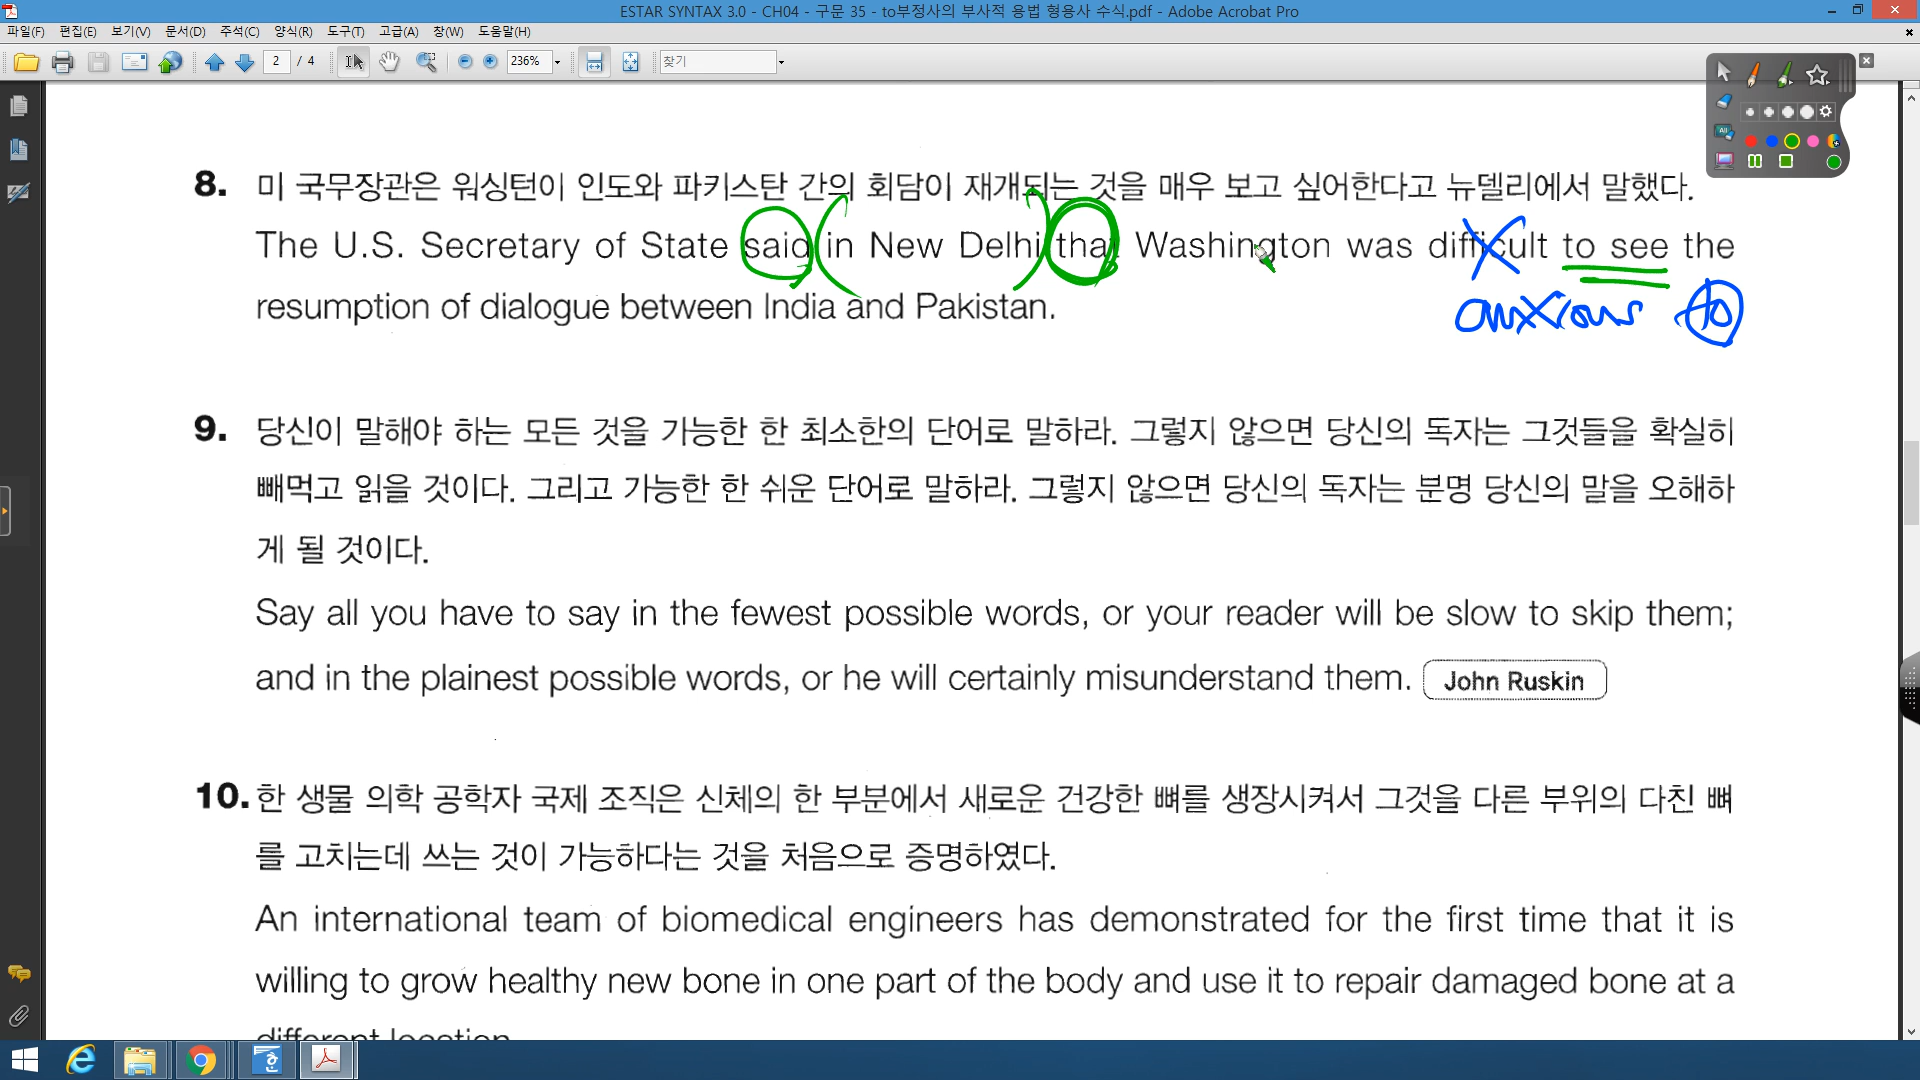 ESTAR SYNTAX 3.0 - CH04 - 구문 35 - to부정사의 부사적 용법 형용사 수식.pdf - Adobe Acrobat Pro
파일(F) 편집(E) 보기(V) 문서(D) 주석(C) 양식(R) 도구(T) 고급(A) 창(W) 도움말(H)
2 / 4 236% 찾기
8. 미 국무장관은 워싱턴이 인도와 파키스탄 간의 회담이 재개되는 것을 매우 보고 싶어한다고 뉴델리에서 말했다.
The U.S. Secretary of State said in New Delhi that Washington was difficult to see the
resumption of dialogue between India and Pakistan.
anxious to
9. 당신이 말해야 하는 모든 것을 가능한 한 최소한의 단어로 말하라. 그렇지 않으면 당신의 독자는 그것들을 확실히
빼먹고 읽을 것이다. 그리고 가능한 한 쉬운 단어로 말하라. 그렇지 않으면 당신의 독자는 분명 당신의 말을 오해하
게 될 것이다.
Say all you have to say in the fewest possible words, or your reader will be slow to skip them;
and in the plainest possible words, or he will certainly misunderstand them. John Ruskin
10. 한 생물 의학 공학자 국제 조직은 신체의 한 부분에서 새로운 건강한 뼈를 생장시켜서 그것을 다른 부위의 다친 뼈
를 고치는데 쓰는 것이 가능하다는 것을 처음으로 증명하였다.
An international team of biomedical engineers has demonstrated for the first time that it is
willing to grow healthy new bone in one part of the body and use it to repair damaged bone at a
different location